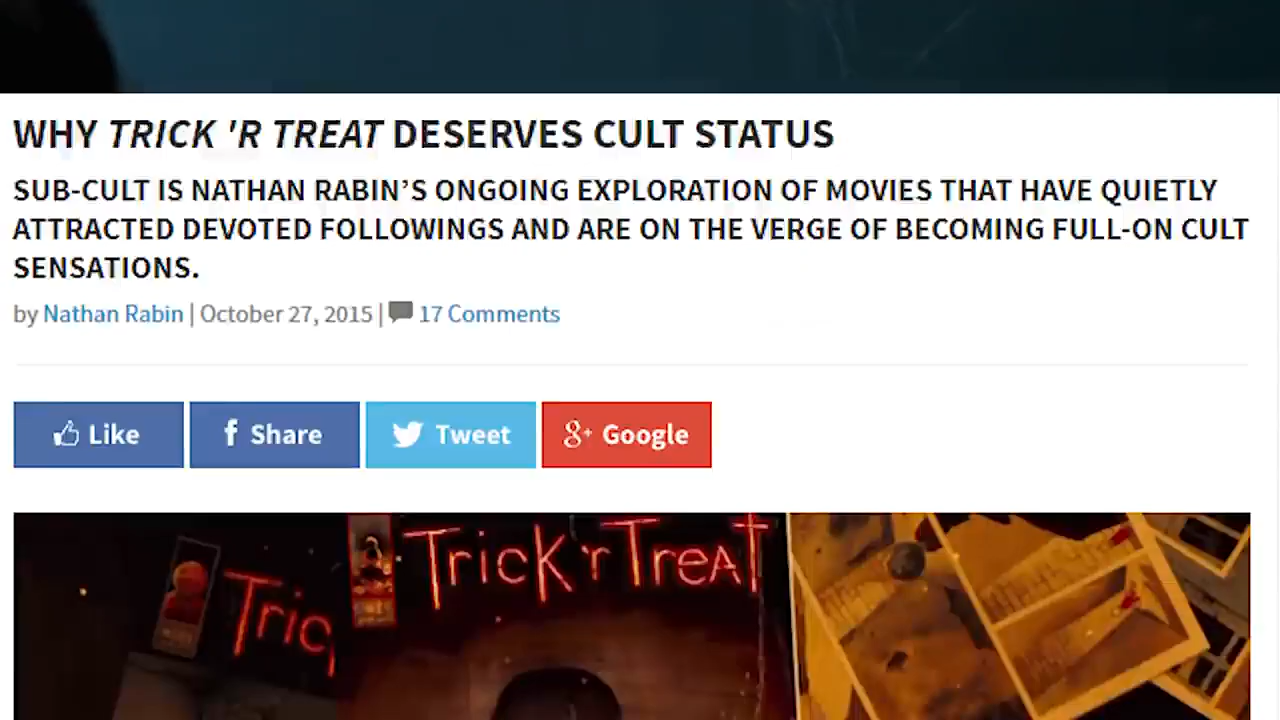 WHY TRICK 'R TREAT DESERVES CULT STATUS
SUB-CULT IS NATHAN RABIN’S ONGOING EXPLORATION OF MOVIES THAT HAVE QUIETLY
ATTRACTED DEVOTED FOLLOWINGS AND ARE ON THE VERGE OF BECOMING FULL-ON CULT
SENSATIONS.
by Nathan Rabin | October 27, 2015 | 17 Comments
Like Share Tweet 8+ Google
Trick 'r Treat
Tric